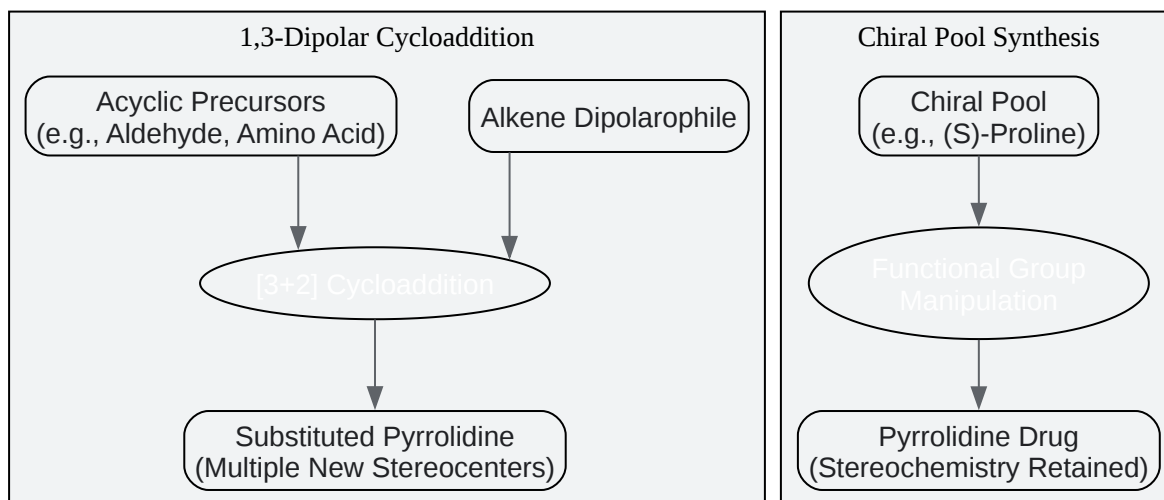 1,3-Dipolar Cycloaddition
Acyclic Precursors
(e.g., Aldehyde, Amino Acid)
Alkene Dipolarophile
[3+2] Cycloaddition
Substituted Pyrrolidine
(Multiple New Stereocenters)
Chiral Pool Synthesis
Chiral Pool
(e.g., (S)-Proline)
Functional Group
Manipulation
Pyrrolidine Drug
(Stereochemistry Retained)